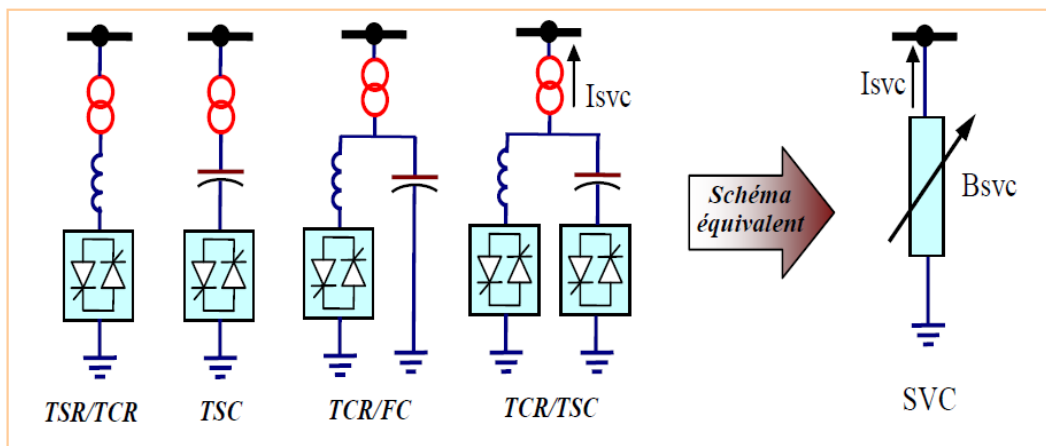 Isvc
Isvc
Schéma
équivalent
Bsvc
TSR/TCR
TSC
TCR/FC
TCR/TSC
SVC